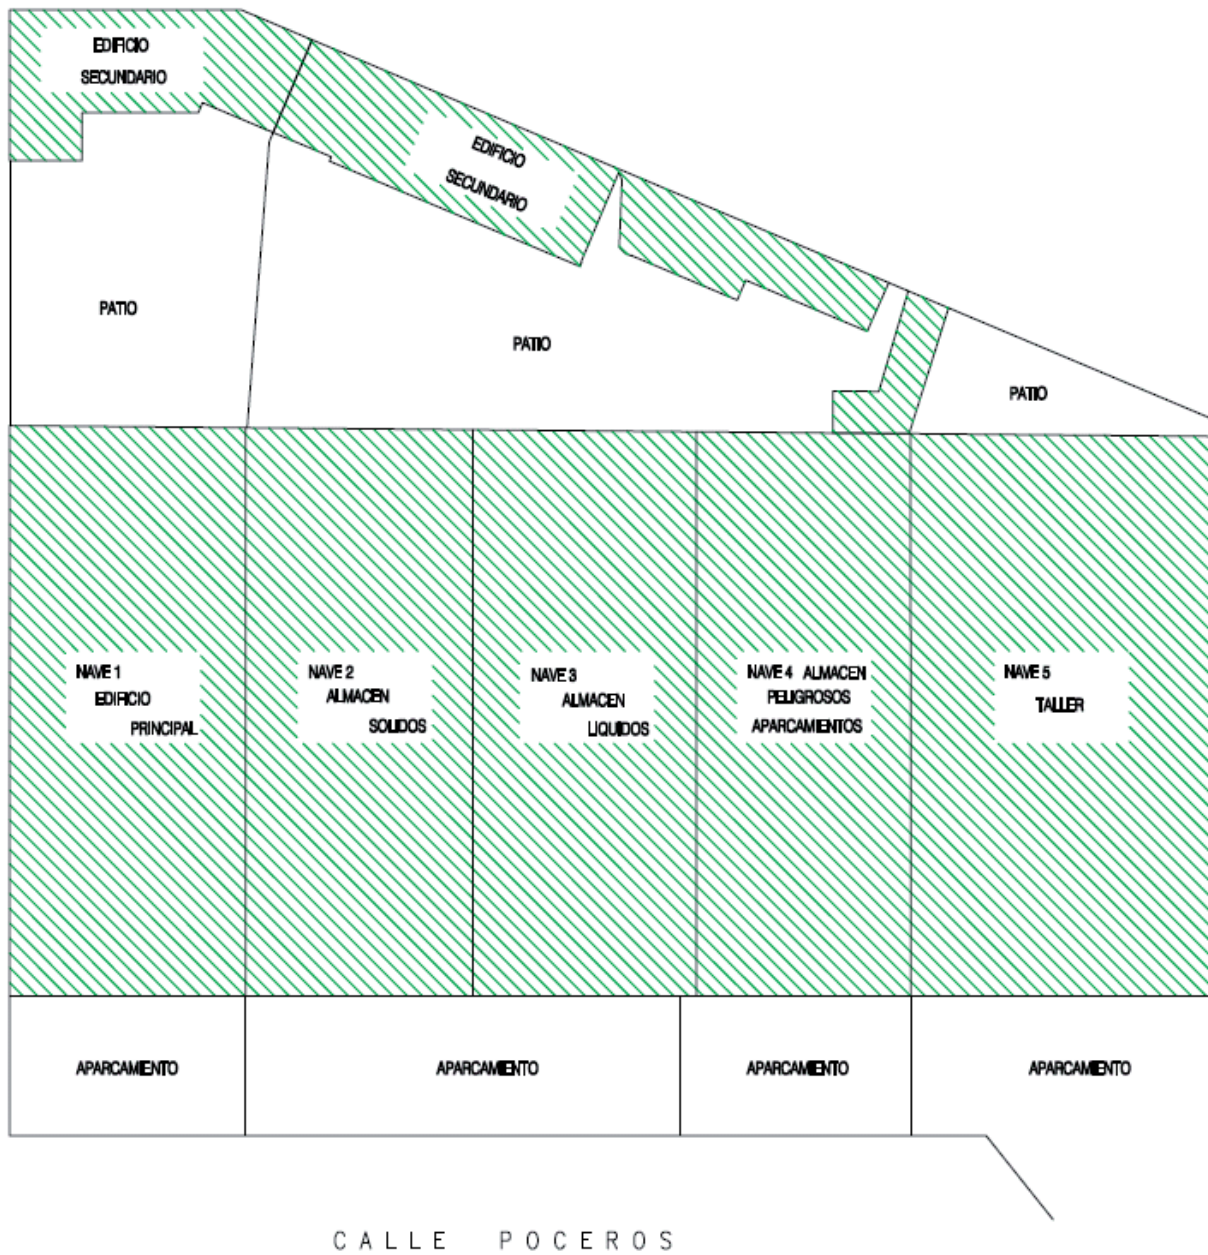 EDIFICIO
SECUNDARIO
EDIFICIO
SECUNDARIO
PATIO
PATIO
PATIO
NAVE 1
EDIFICIO
PRINCIPAL
NAVE 2
ALMACEN
SOLIDOS
NAVE 3
ALMACEN
LIQUIDOS
NAVE 4 ALMACEN
PELIGROSOS
APARCAMIENTOS
NAVE 5
TALLER
APARCAMIENTO
APARCAMIENTO
APARCAMIENTO
APARCAMIENTO
CALLE POCEROS